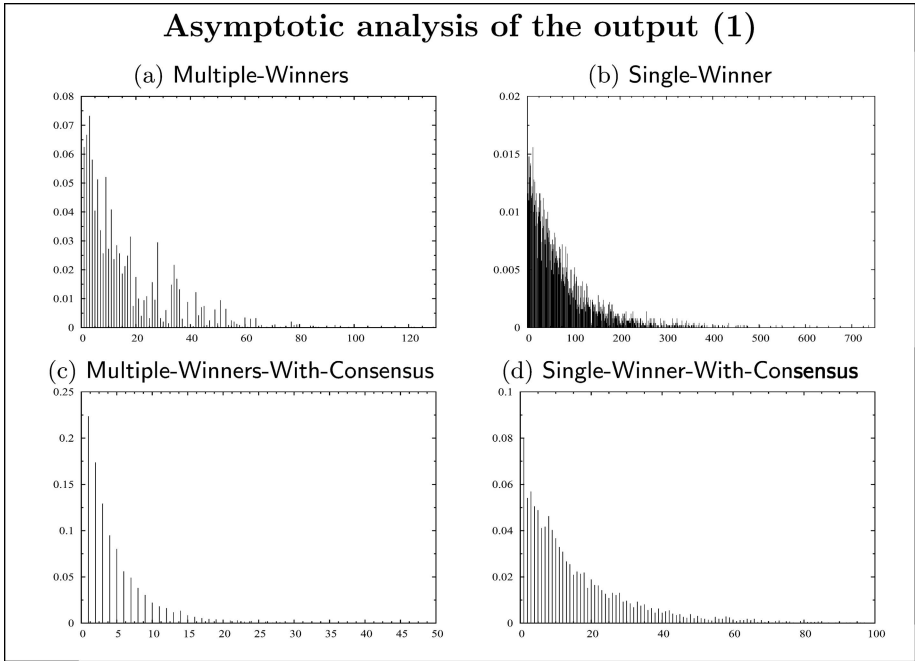 Asymptotic analysis of the output (1)
(a) Multiple-Winners
0.08
0.07
0.06
0.05
0.04
0.03
0.02
0.01
0
0 20 40 60 80 100 120
(b) Single-Winner
0.02
0.015
0.01
0.005
0
0 100 200 300 400 500 600 700
(c) Multiple-Winners-With-Consensus
0.25
0.2
0.15
0.1
0.05
0
0 5 10 15 20 25 30 35 40 45 50
(d) Single-Winner-With-Consensus
0.1
0.08
0.06
0.04
0.02
0
0 20 40 60 80 100